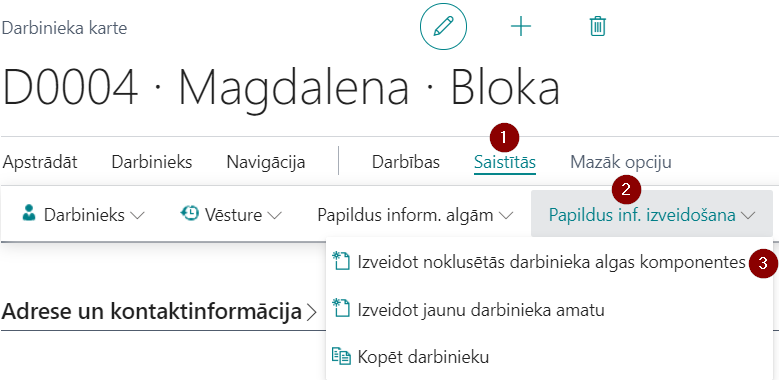 Darbinieka karte
D0004 · Magdalena · Bloka
1
Apstrādāt Darbinieks Navigācija Darbības Saistītās Mazāk opciju
2
Darbinieks Vēsture Papildus inform. algām Papildus inf. izveidošana
Izveidot noklusētās darbinieka algas komponentes 3
Adrese un kontaktinformācija
Izveidot jaunu darbinieka amatu
Kopēt darbinieku